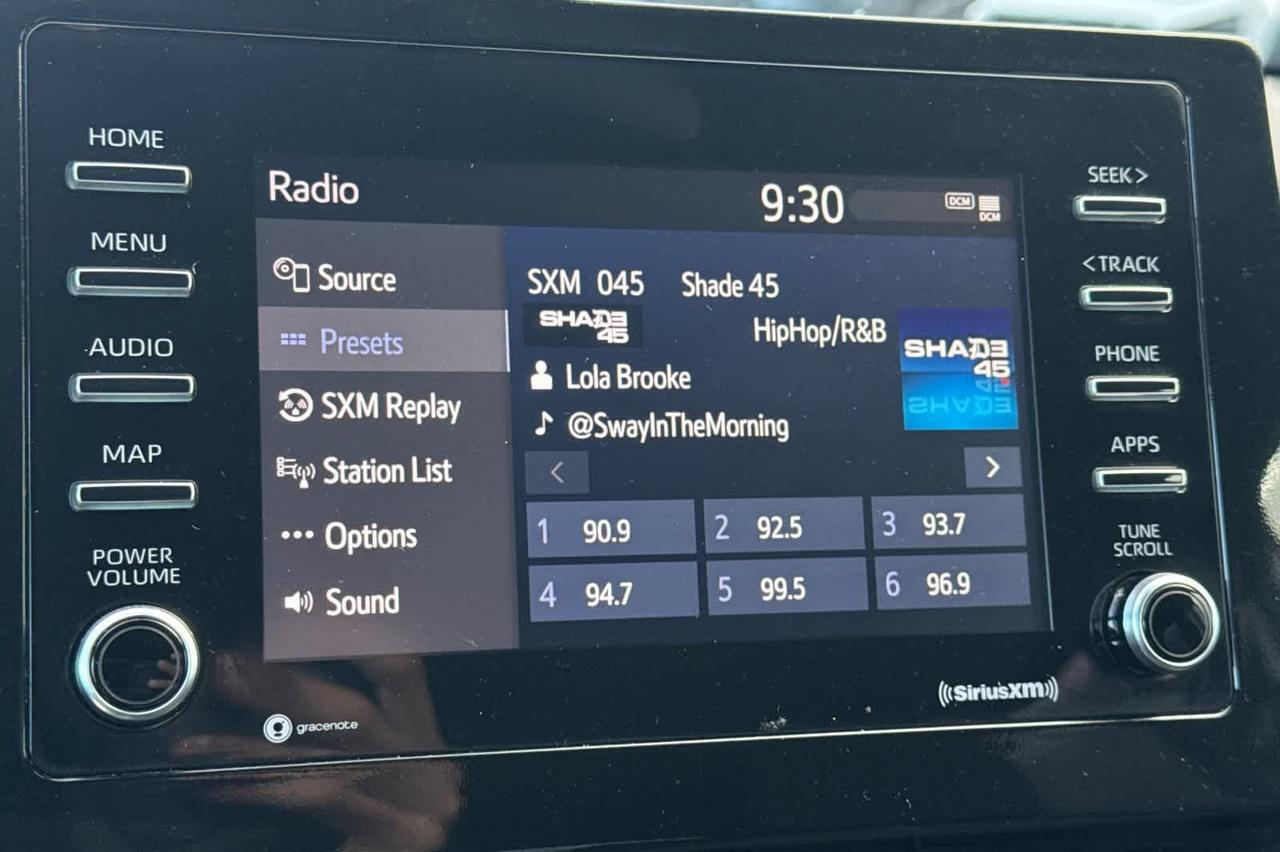 HOME
MENU
AUDIO
MAP
POWER
VOLUME
Radio
9:30
DCM
DCM
Source
Presets
SXM Replay
Station List
Options
Sound
SXM 045 Shade 45
SHADE
45
HipHop/R&B
SHADE
45
Lola Brooke
@SwayInTheMorning
1 90.9
2 92.5
3 93.7
4 94.7
5 99.5
6 96.9
SEEK>
<TRACK
PHONE
APPS
TUNE
SCROLL
gracenote
((SiriusXM))